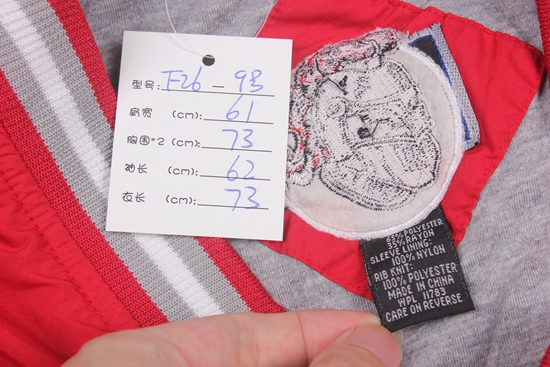 型号: F26-93
肩宽 (cm): 61
胸围*2 (cm): 73
袖长 (cm): 62
衣长 (cm): 73
65% POLYESTER
35% RAYON
SLEEVE LINING:
100% NYLON
RIB KNIT:
100% POLYESTER
MADE IN CHINA
WPL 11783
CARE ON REVERSE